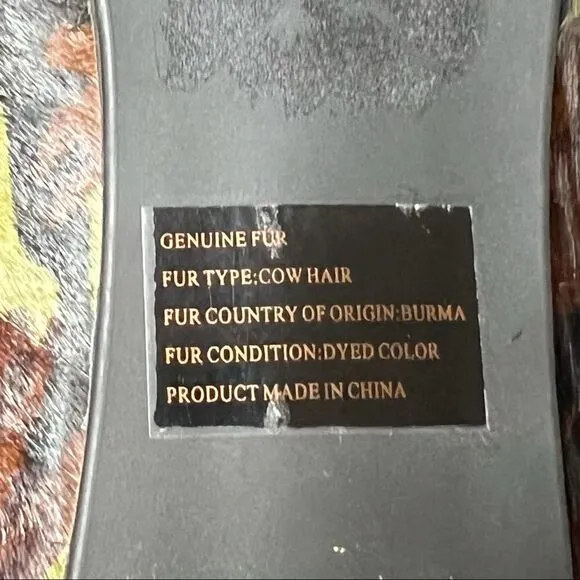 GENUINE FUR
FUR TYPE:COW HAIR
FUR COUNTRY OF ORIGIN:BURMA
FUR CONDITION:DYED COLOR
PRODUCT MADE IN CHINA